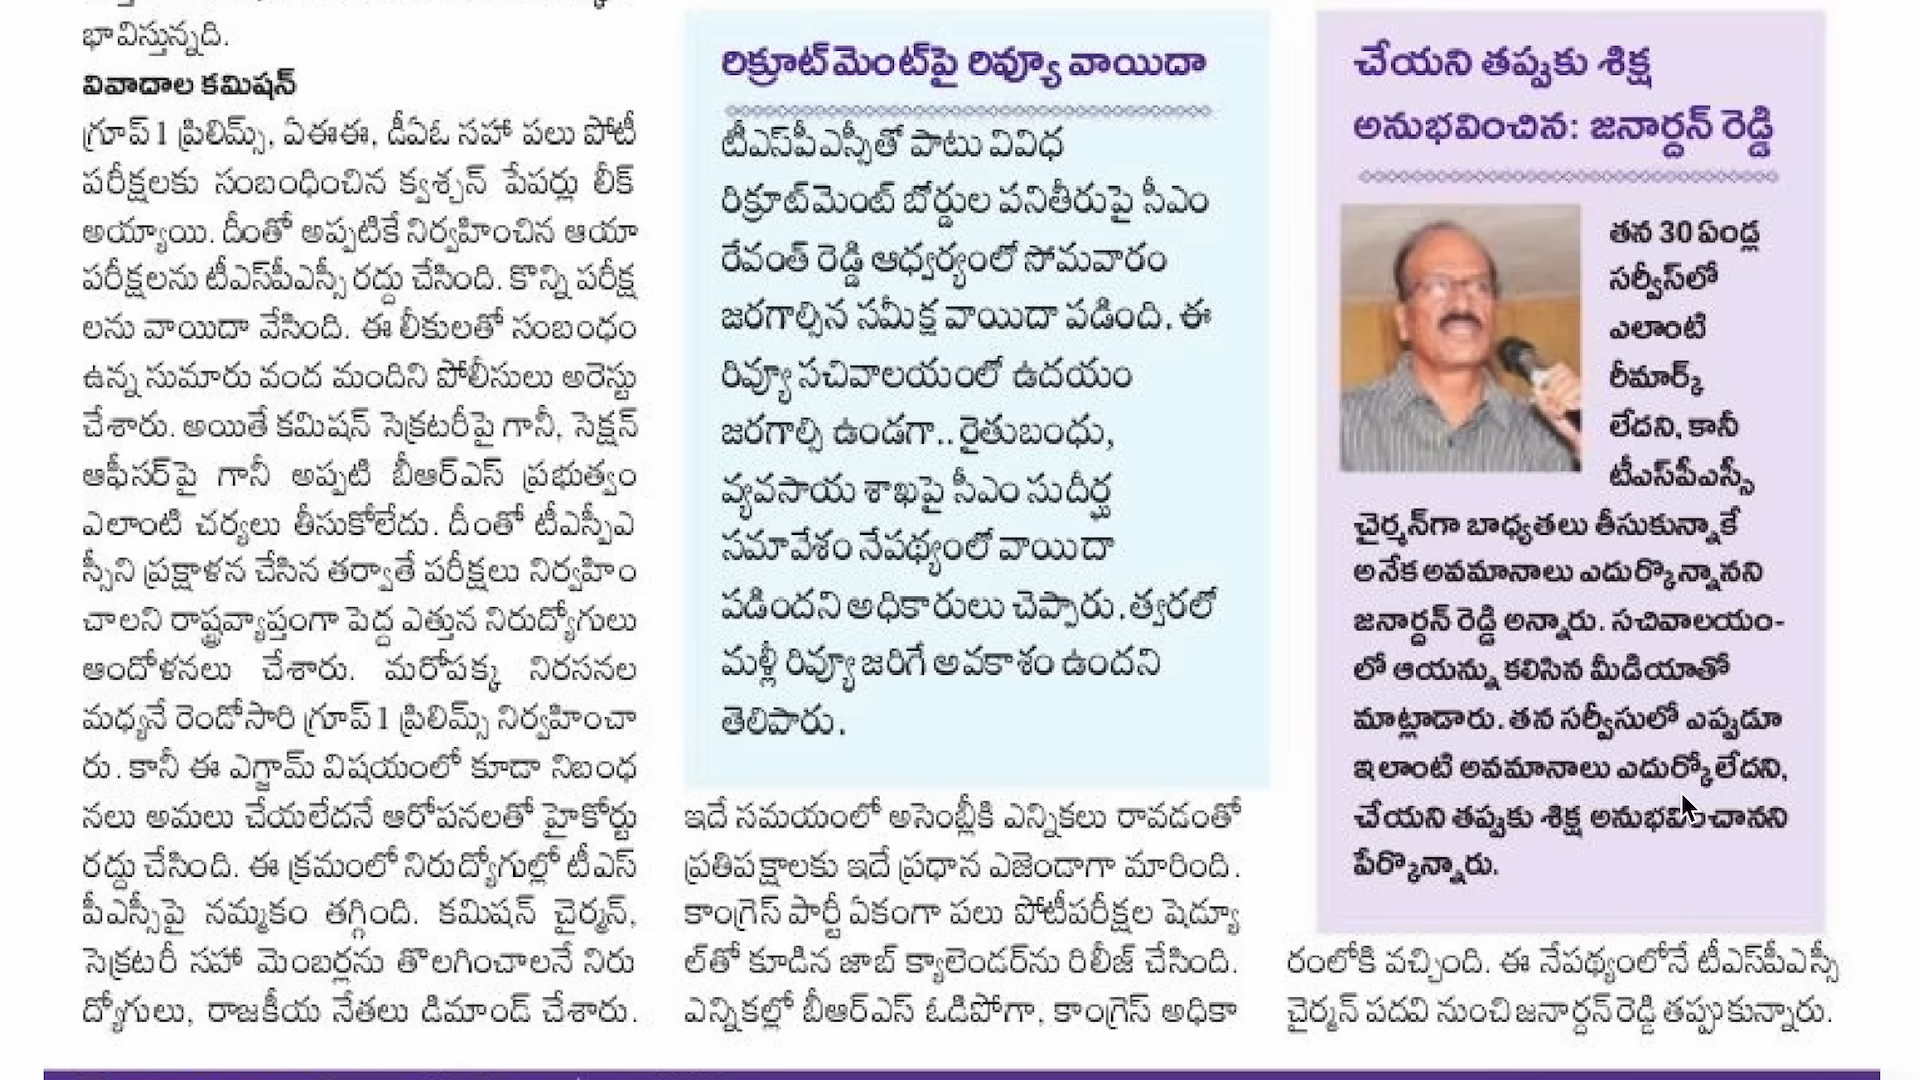 భావిస్తున్నది.
వివాదాల కమిషన్
గ్రూప్ 1 ప్రిలిమ్స్, ఏఈఈ, డీఏఓ సహా పలు పోటీ
పరీక్షలకు సంబంధించిన క్వశ్చన్ పేపర్లు లీక్
అయ్యాయి. దీంతో అప్పటికే నిర్వహించిన ఆయా
పరీక్షలను టీఎస్‌పీఎస్సీ రద్దు చేసింది. కొన్ని పరీక్ష
లను వాయిదా వేసింది. ఈ లీకులతో సంబంధం
ఉన్న సుమారు వంద మందిని పోలీసులు అరెస్టు
చేశారు. అయితే కమిషన్ సెక్రటరీపై గానీ, సెక్షన్
ఆఫీసర్‌పై గానీ అప్పటి బీఆర్ఎస్ ప్రభుత్వం
ఎలాంటి చర్యలు తీసుకోలేదు. దీంతో టీఎస్పీఎ
స్సీని ప్రక్షాళన చేసిన తర్వాతే పరీక్షలు నిర్వహిం
చాలని రాష్ట్రవ్యాప్తంగా పెద్ద ఎత్తున నిరుద్యోగులు
ఆందోళనలు చేశారు. మరోపక్క నిరసనల
మధ్యనే రెండోసారి గ్రూప్ 1 ప్రిలిమ్స్ నిర్వహించా
రు. కానీ ఈ ఎగ్జామ్ విషయంలో కూడా నిబంధ
నలు అమలు చేయలేదనే ఆరోపనలతో హైకోర్టు
రద్దు చేసింది. ఈ క్రమంలో నిరుద్యోగుల్లో టీఎస్
పీఎస్సీపై నమ్మకం తగ్గింది. కమిషన్ చైర్మన్,
సెక్రటరీ సహా మెంబర్లను తొలగించాలనే నిరు
ద్యోగులు, రాజకీయ నేతలు డిమాండ్ చేశారు.
రిక్రూట్‌మెంట్‌పై రివ్యూ వాయిదా
టీఎస్‌పీఎస్సీతో పాటు వివిధ
రిక్రూట్‌మెంట్ బోర్డుల పనితీరుపై సీఎం
రేవంత్ రెడ్డి ఆధ్వర్యంలో సోమవారం
జరగాల్సిన సమీక్ష వాయిదా పడింది. ఈ
రివ్యూ సచివాలయంలో ఉదయం
జరగాల్సి ఉండగా.. రైతుబంధు,
వ్యవసాయ శాఖపై సీఎం సుదీర్ఘ
సమావేశం నేపథ్యంలో వాయిదా
పడిందని అధికారులు చెప్పారు. త్వరలో
మళ్లీ రివ్యూ జరిగే అవకాశం ఉందని
తెలిపారు.
ఇదే సమయంలో అసెంబ్లీకి ఎన్నికలు రావడంతో
ప్రతిపక్షాలకు ఇదే ప్రధాన ఎజెండాగా మారింది.
కాంగ్రెస్ పార్టీ ఏకంగా పలు పోటీపరీక్షల షెడ్యూ
ల్‌తో కూడిన జాబ్ క్యాలెండర్‌ను రిలీజ్ చేసింది.
ఎన్నికల్లో బీఆర్ఎస్ ఓడిపోగా, కాంగ్రెస్ అధికా
చేయని తప్పుకు శిక్ష
అనుభవించిన: జనార్దన్ రెడ్డి
తన 30 ఏండ్ల
సర్వీస్‌లో
ఎలాంటి
రీమార్క్
లేదని, కానీ
టీఎస్‌పీఎస్సీ
చైర్మన్‌గా బాధ్యతలు తీసుకున్నాకే
అనేక అవమానాలు ఎదుర్కొన్నానని
జనార్దన్ రెడ్డి అన్నారు. సచివాలయం-
లో ఆయన్ను కలిసిన మీడియాతో
మాట్లాడారు. తన సర్వీసులో ఎప్పుడూ
ఇలాంటి అవమానాలు ఎదుర్కోలేదని,
చేయని తప్పుకు శిక్ష అనుభవించానని
పేర్కొన్నారు.
రంలోకి వచ్చింది. ఈ నేపథ్యంలోనే టీఎస్‌పీఎస్సీ
చైర్మన్ పదవి నుంచి జనార్దన్ రెడ్డి తప్పుకున్నారు.